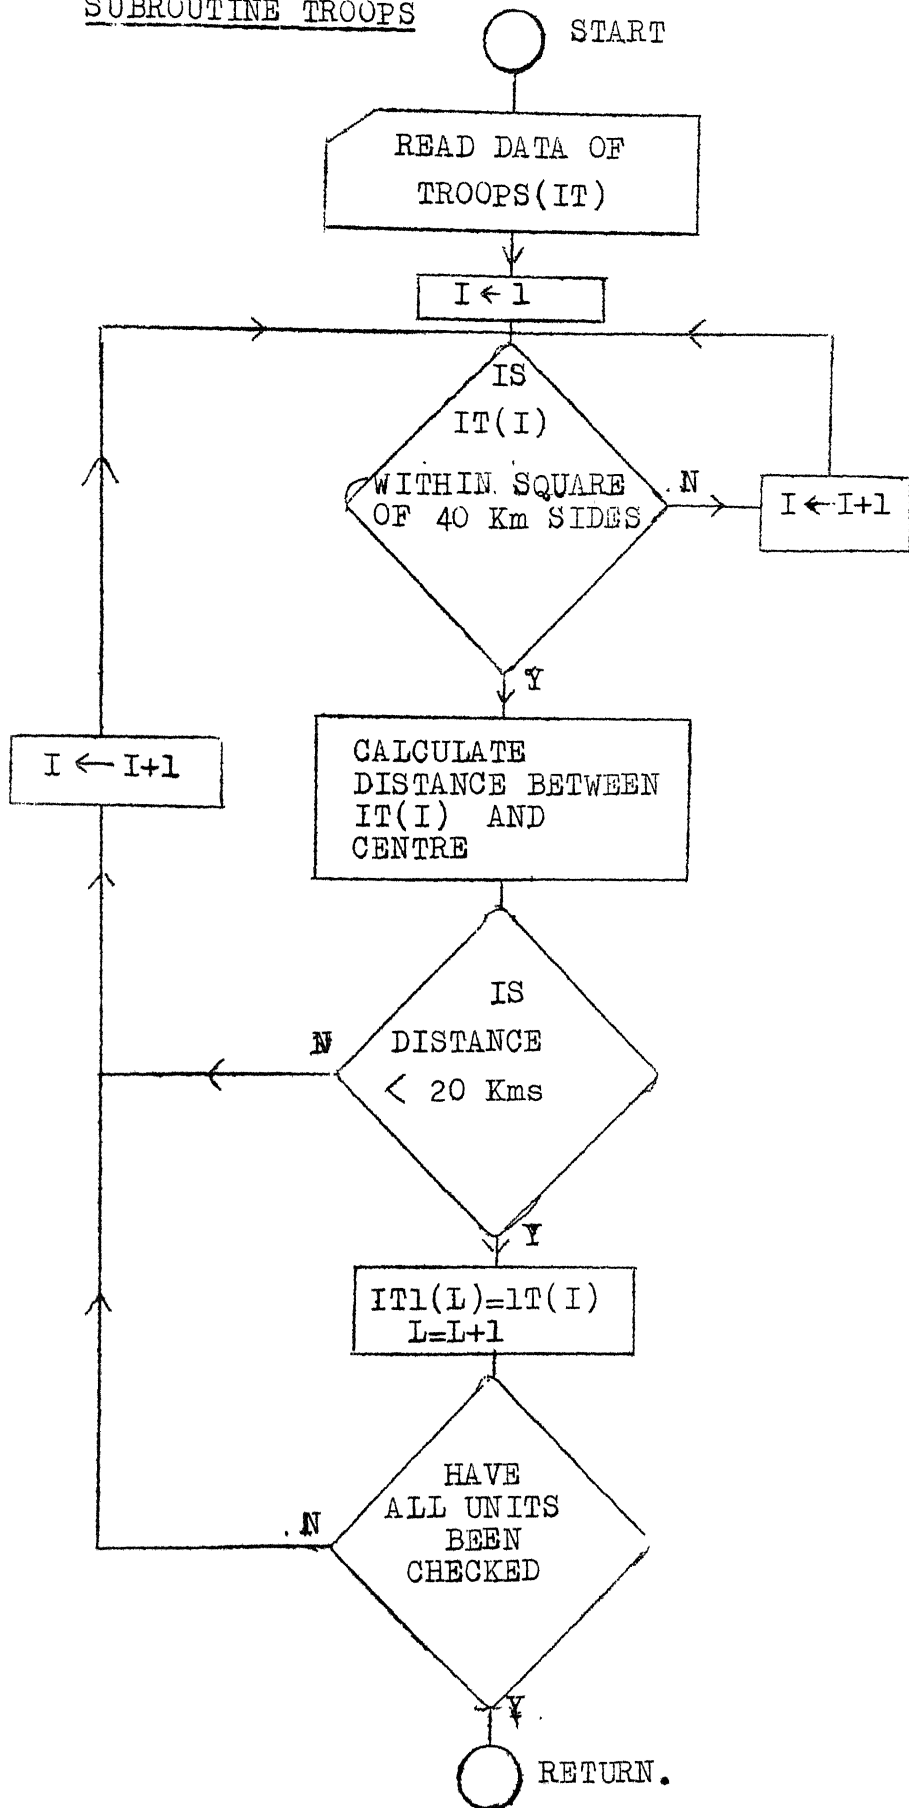 SUBROUTINE TROOPS
START
READ DATA OF
TROOPS(IT)
I ← 1
IS
IT(I)
WITHIN SQUARE
OF 40 Km SIDES
N
I ← I+1
Y
I ← I+1
CALCULATE
DISTANCE BETWEEN
IT(I) AND
CENTRE
IS
DISTANCE
< 20 Kms
N
Y
IT1(L)=1T(I)
L=L+1
HAVE
ALL UNITS
BEEN
CHECKED
N
Y
RETURN.